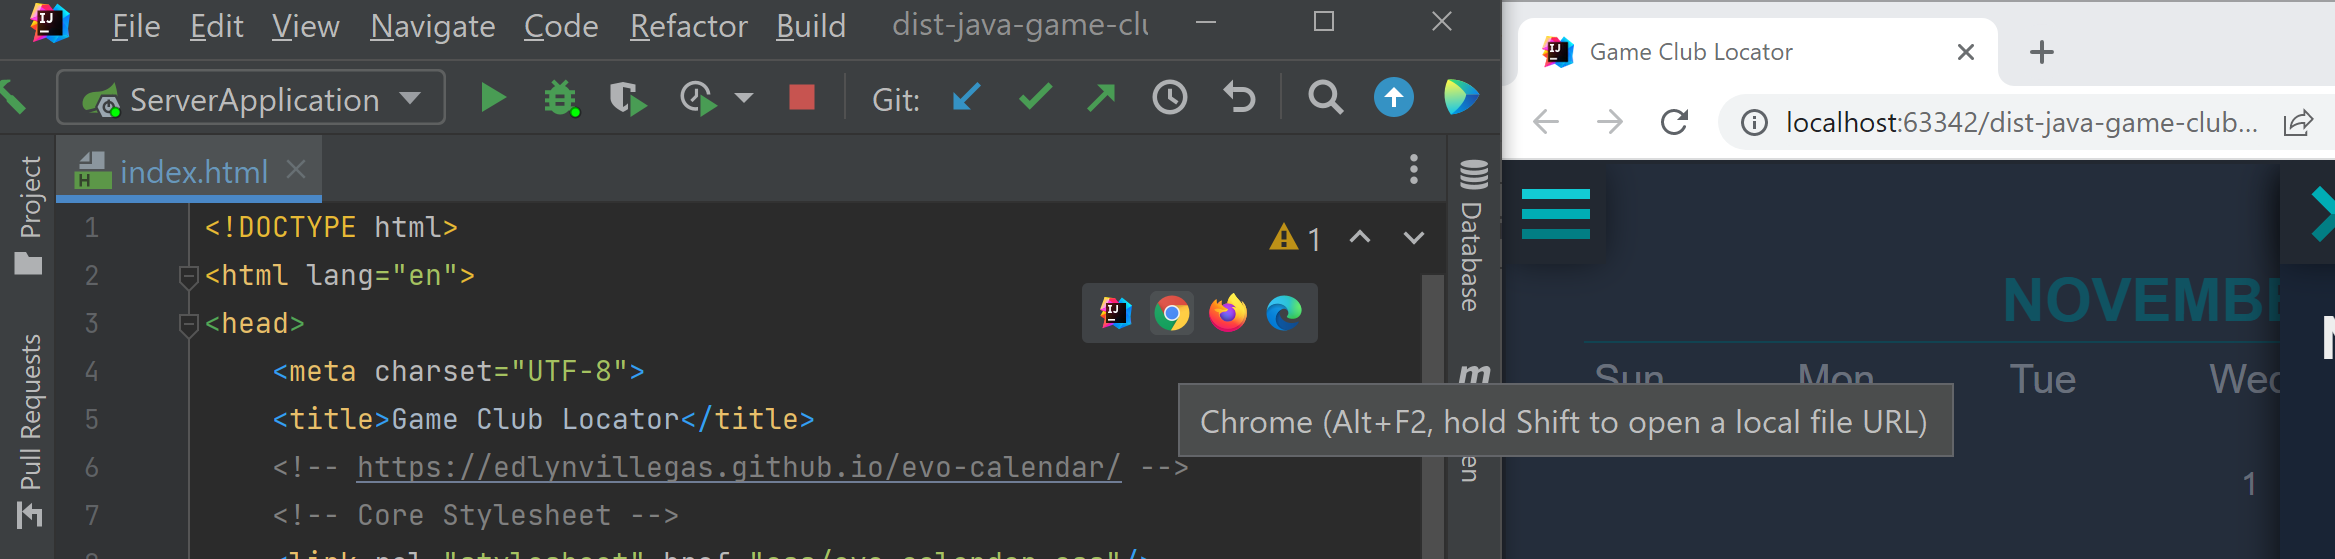 File Edit View Navigate Code Refactor Build dist-java-game-clu
ServerApplication Git:
index.html
Project
Pull Requests
1 <!DOCTYPE html>
2 <html lang="en">
3 <head>
4 <meta charset="UTF-8">
5 <title>Game Club Locator</title>
6 <!-- https://edlynvillegas.github.io/evo-calendar/ -->
7 <!-- Core Stylesheet -->
1
Database
m
en
Chrome (Alt+F2, hold Shift to open a local file URL)
Game Club Locator
localhost:63342/dist-java-game-club...
NOVEMBE
Sun Mon Tue Wed
1